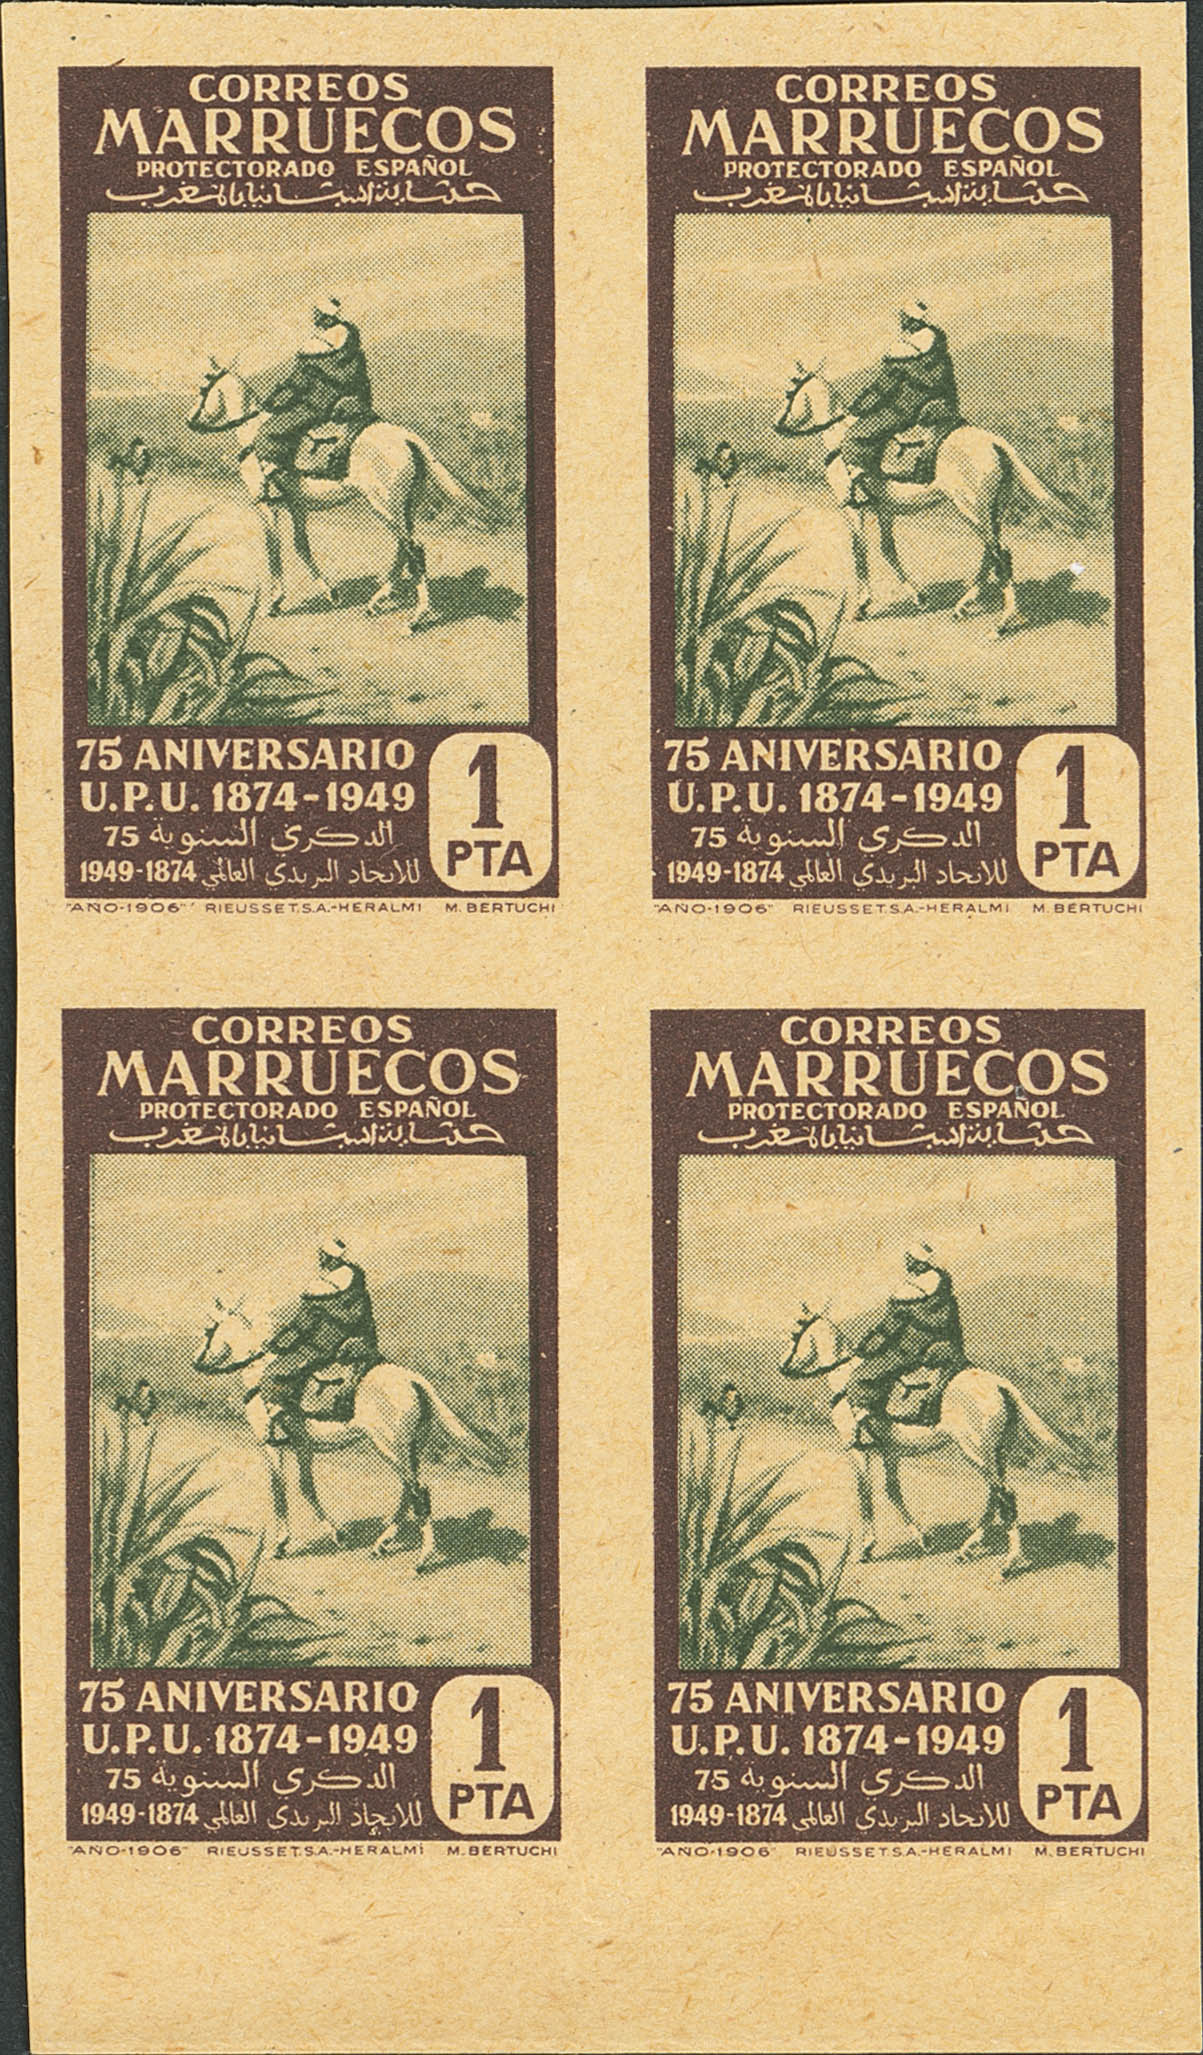 CORREOS
MARRUECOS
PROTECTORADO ESPAÑOL
75 ANIVERSARIO
U.P.U. 1874-1949
75 الدكرى السنوية
1949-1874 للاتحاد البريدي العالمي
1
PTA
"AÑO-1906" RIEUSSET,S.A.-HERALMI M. BERTUCHI
CORREOS
MARRUECOS
PROTECTORADO ESPAÑOL
75 ANIVERSARIO
U.P.U. 1874-1949
75 الدكرى السنوية
1949-1874 للاتحاد البريدي العالمي
1
PTA
"AÑO-1906" RIEUSSET,S.A.-HERALMI M. BERTUCHI
CORREOS
MARRUECOS
PROTECTORADO ESPAÑOL
75 ANIVERSARIO
U.P.U. 1874-1949
75 الدكرى السنوية
1949-1874 للاتحاد البريدي العالمي
1
PTA
"AÑO-1906" RIEUSSET,S.A.-HERALMI M. BERTUCHI
CORREOS
MARRUECOS
PROTECTORADO ESPAÑOL
75 ANIVERSARIO
U.P.U. 1874-1949
75 الدكرى السنوية
1949-1874 للاتحاد البريدي العالمي
1
PTA
"AÑO-1906" RIEUSSET,S.A.-HERALMI M. BERTUCHI